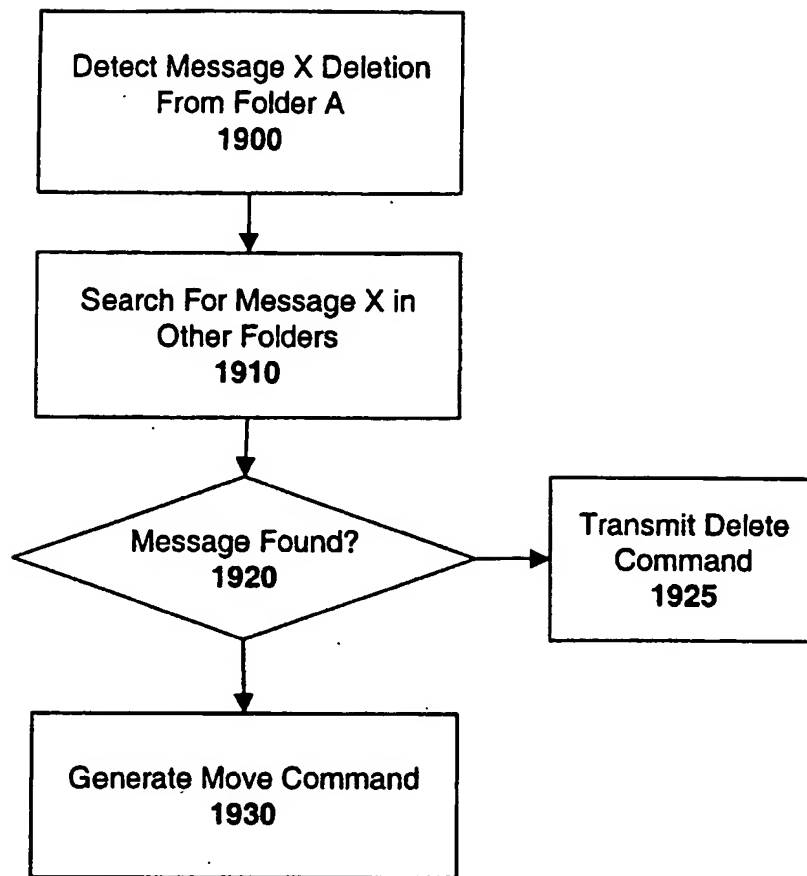 Detect Message X Deletion
From Folder A
1900
Search For Message X in
Other Folders
1910
Message Found?
1920
Transmit Delete
Command
1925
Generate Move Command
1930